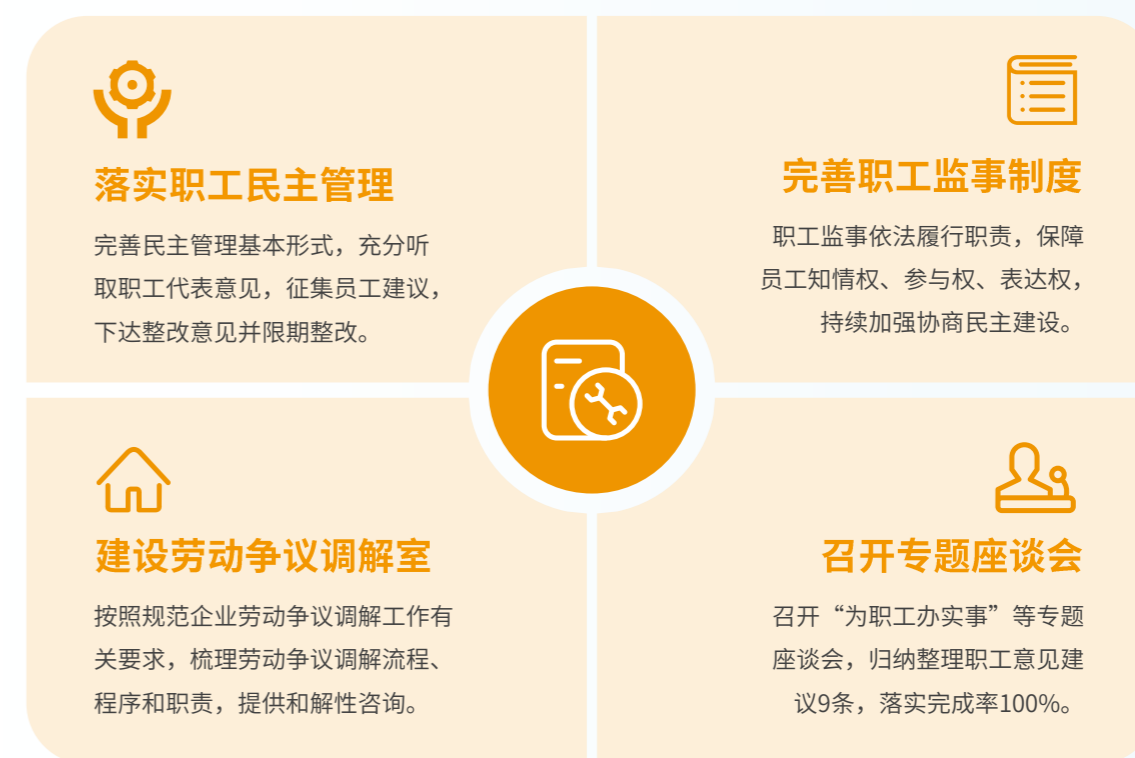 落实职工民主管理
完善民主管理基本形式，充分听
取职工代表意见，征集员工建议，
下达整改意见并限期整改。
完善职工监事制度
职工监事依法履行职责，保障
员工知情权、参与权、表达权，
持续加强协商民主建设。
建设劳动争议调解室
按照规范企业劳动争议调解工作有
关要求，梳理劳动争议调解流程、
程序和职责，提供和解性咨询。
召开专题座谈会
召开“为职工办实事”等专题
座谈会，归纳整理职工意见建
议9条，落实完成率100%。